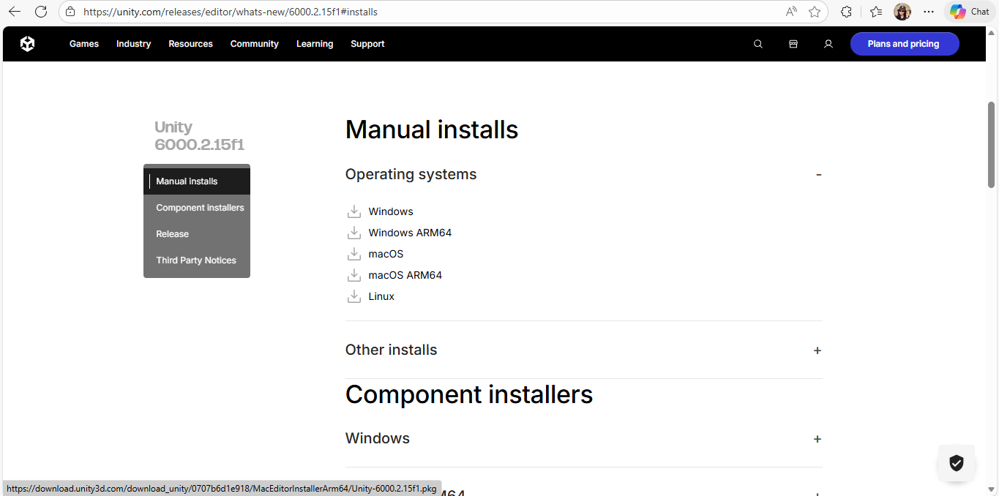 https://unity.com/releases/editor/whats-new/6000.2.15f1#installs
Chat
Games Industry Resources Community Learning Support
Plans and pricing
Unity
6000.2.15f1
Manual installs
Component installers
Release
Third Party Notices
Manual installs
Operating systems -
Windows
Windows ARM64
macOS
macOS ARM64
Linux
Other installs +
Component installers
Windows +
https://download.unity3d.com/download_unity/0707b6d1e918/MacEditorInstallerArm64/Unity-6000.2.15f1.pkg